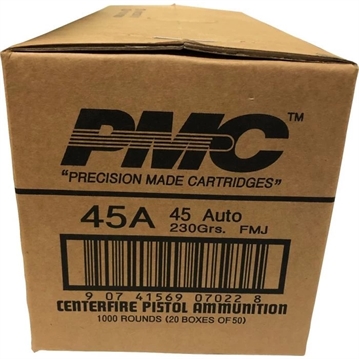 PMC™
"PRECISION MADE CARTRIDGES"
45A 45 Auto
230Grs. FMJ
9 07 41569 07022 8
CENTERFIRE PISTOL AMMUNITION
1000 ROUNDS (20 BOXES OF 50)